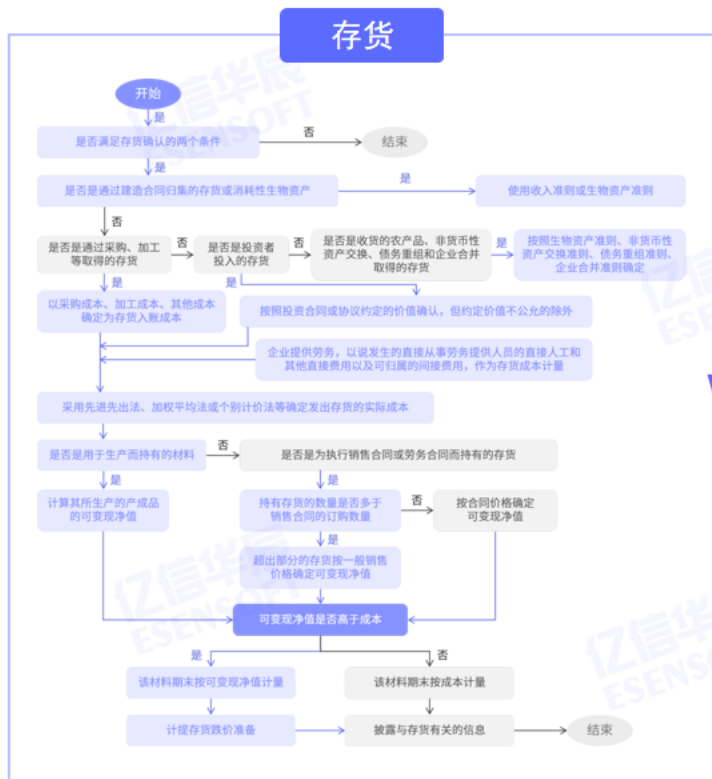 存货
开始
是
是否满足存货确认的两个条件
否
结束
是
是否是通过建造合同归集的存货或消耗性生物资产
是
使用收入准则或生物资产准则
否
是否是通过采购、加工
等取得的存货
否
是否是投资者
投入的存货
否
是否是收货的农产品、非货币性
资产交换、债务重组和企业合并
取得的存货
是
按照生物资产准则、非货币性
资产交换准则、债务重组准则、
企业合并准则确定
是
是
以采购成本、加工成本、其他成本
确定为存货入账成本
按照投资合同或协议约定的价值确认，但约定价值不公允的除外
企业提供劳务，以说发生的直接从事劳务提供人员的直接人工和
其他直接费用以及可归属的间接费用，作为存货成本计量
采用先进先出法、加权平均法或个别计价法等确定发出存货的实际成本
是否是用于生产而持有的材料
否
是否是为执行销售合同或劳务合同而持有的存货
是
是
计算其所生产的产成品
的可变现净值
持有存货的数量是否多于
销售合同的订购数量
否
按合同价格确定
可变现净值
是
超出部分的存货按一般销售
价格确定可变现净值
可变现净值是否高于成本
是
否
该材料期末按可变现净值计量
该材料期末按成本计量
计提存货跌价准备
披露与存货有关的信息
结束
亿信华辰
ESENSOFT
亿信华辰
ESENSOFT